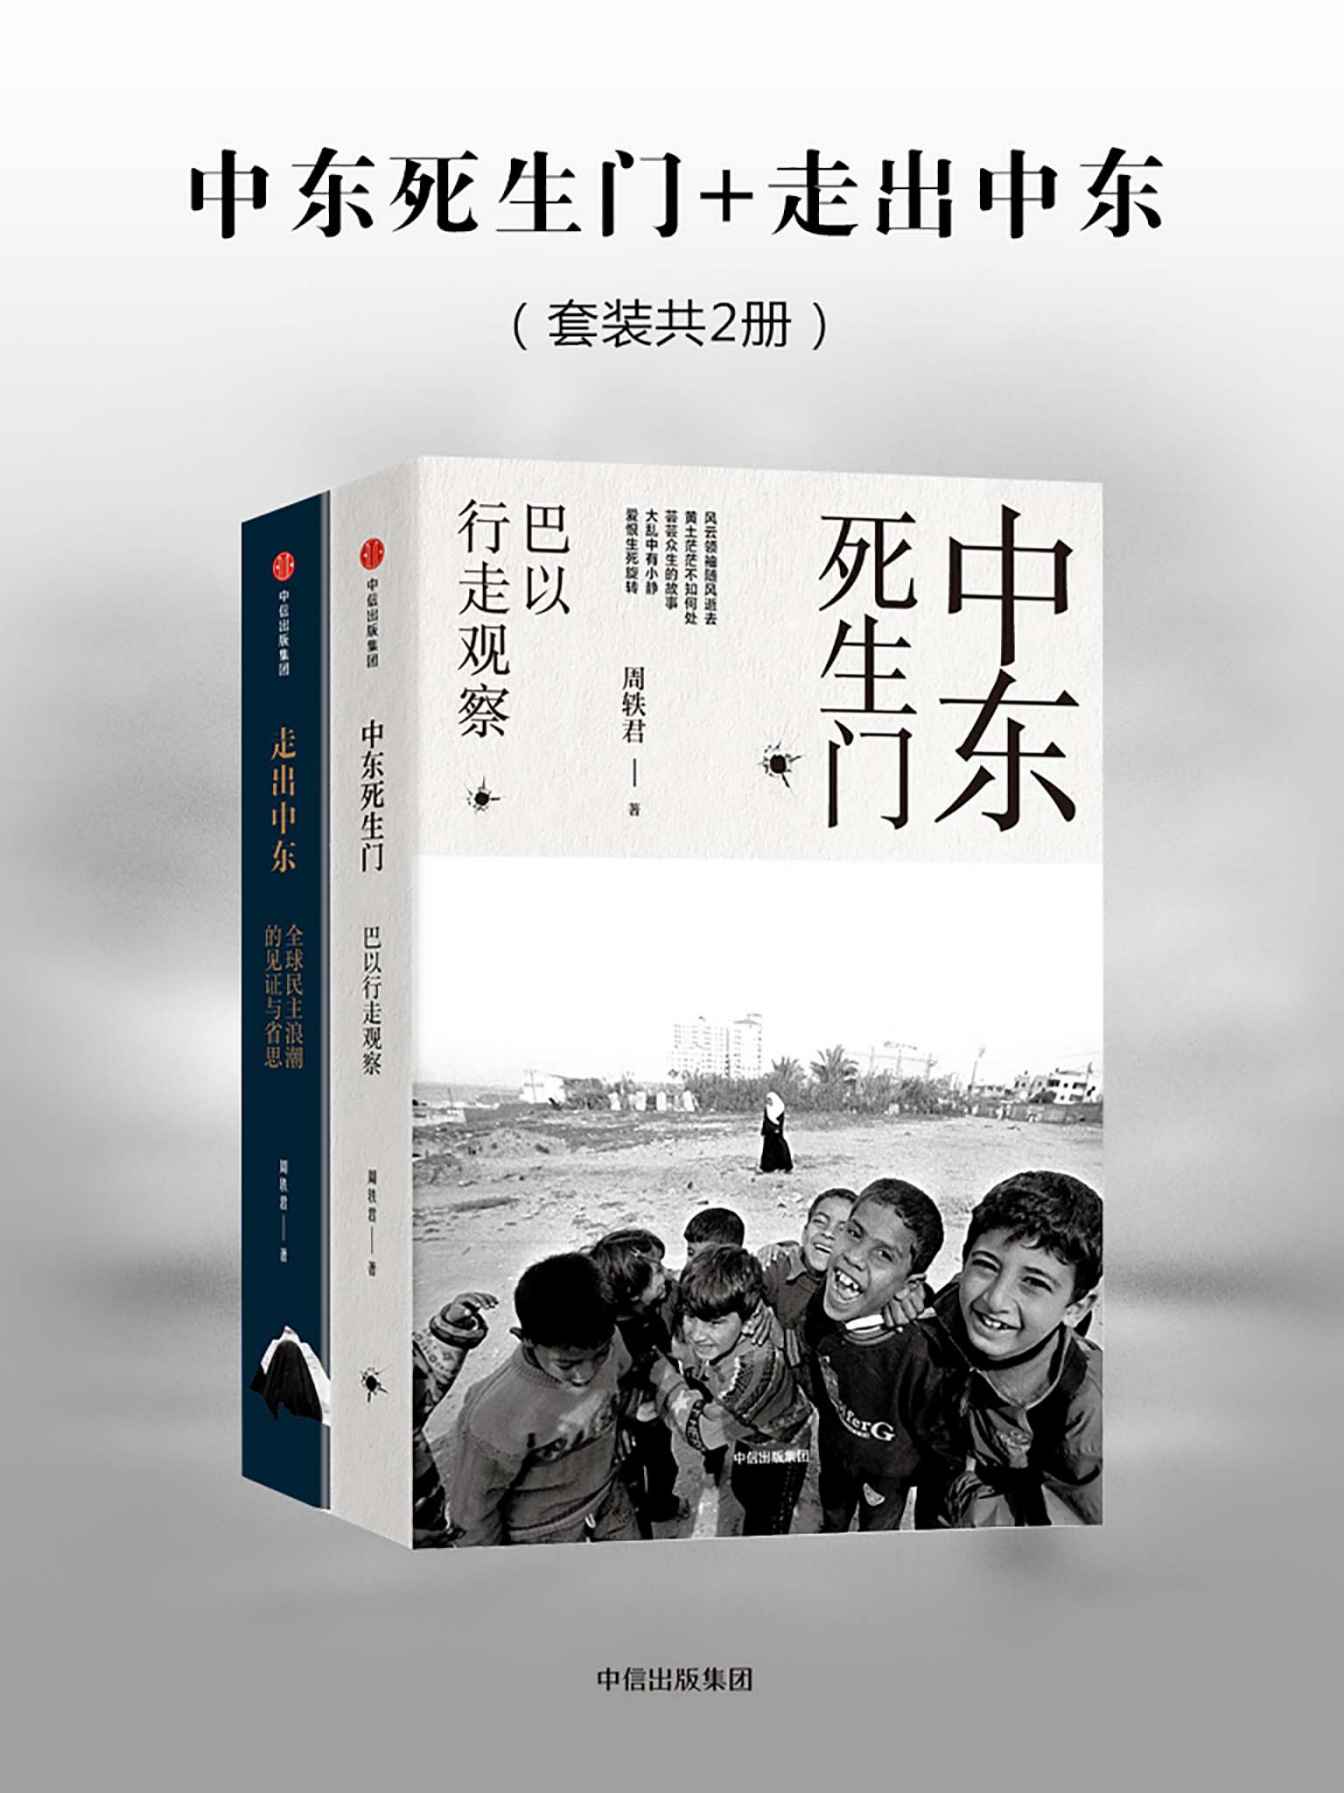 中东死生门+走出中东
（套装共2册）
中东
死生门
风云领袖随风逝去
黄土茫茫不知何处
芸芸众生的故事
大乱中有小静
爱恨生死旋转
周轶君——著
巴以
行走观察
中信出版集团
中东死生门
巴以行走观察
周轶君——著
中信出版集团
走出中东
全球民主浪潮
的见证与省思
周轶君——著
ferG
中信出版集团
中信出版集团